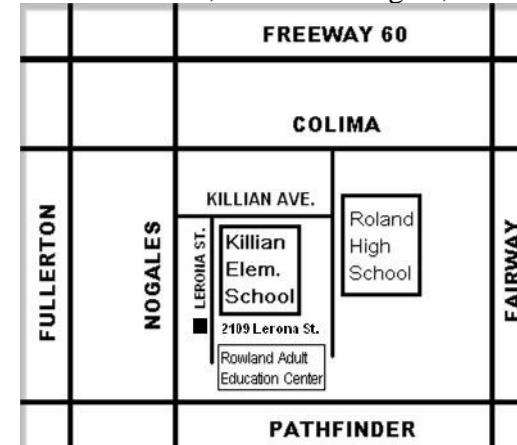 FREEWAY 60
COLIMA
KILLIAN AVE.
FULLERTON
NOGALES
LERONA ST.
Killian
Elem.
School
Roland
High
School
FAIRWAY
2109 Lerona St.
Rowland Adult
Education Center
PATHFINDER